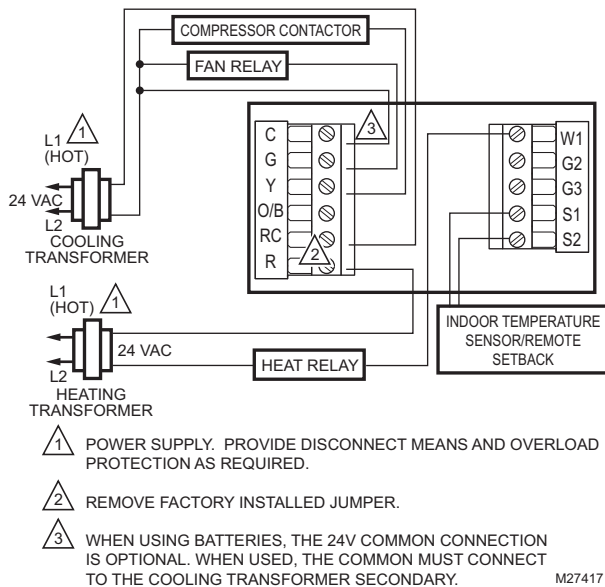 COMPRESSOR CONTACTOR
FAN RELAY
L1
(HOT)
1
24 VAC
L2
COOLING
TRANSFORMER
C
G
Y
O/B
RC
R
3
2
W1
G2
G3
S1
S2
L1
(HOT)
1
24 VAC
L2
HEATING
TRANSFORMER
HEAT RELAY
INDOOR TEMPERATURE
SENSOR/REMOTE
SETBACK
1 POWER SUPPLY. PROVIDE DISCONNECT MEANS AND OVERLOAD
PROTECTION AS REQUIRED.
2 REMOVE FACTORY INSTALLED JUMPER.
3 WHEN USING BATTERIES, THE 24V COMMON CONNECTION
IS OPTIONAL. WHEN USED, THE COMMON MUST CONNECT
TO THE COOLING TRANSFORMER SECONDARY.
M27417